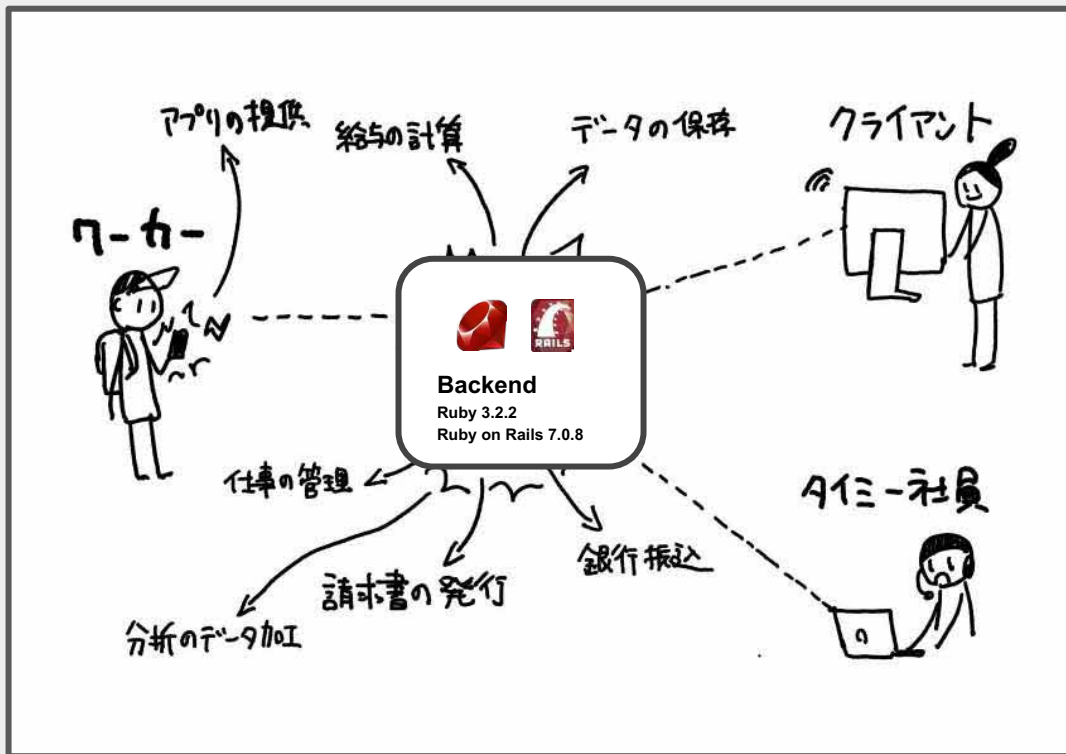 アプリの提供
給与の計算
データの保存
クライアント
ワーカー
RAILS
Backend
Ruby 3.2.2
Ruby on Rails 7.0.8
仕事の管理
タイミー社員
銀行振込
請求書の発行
分析のデータ加工